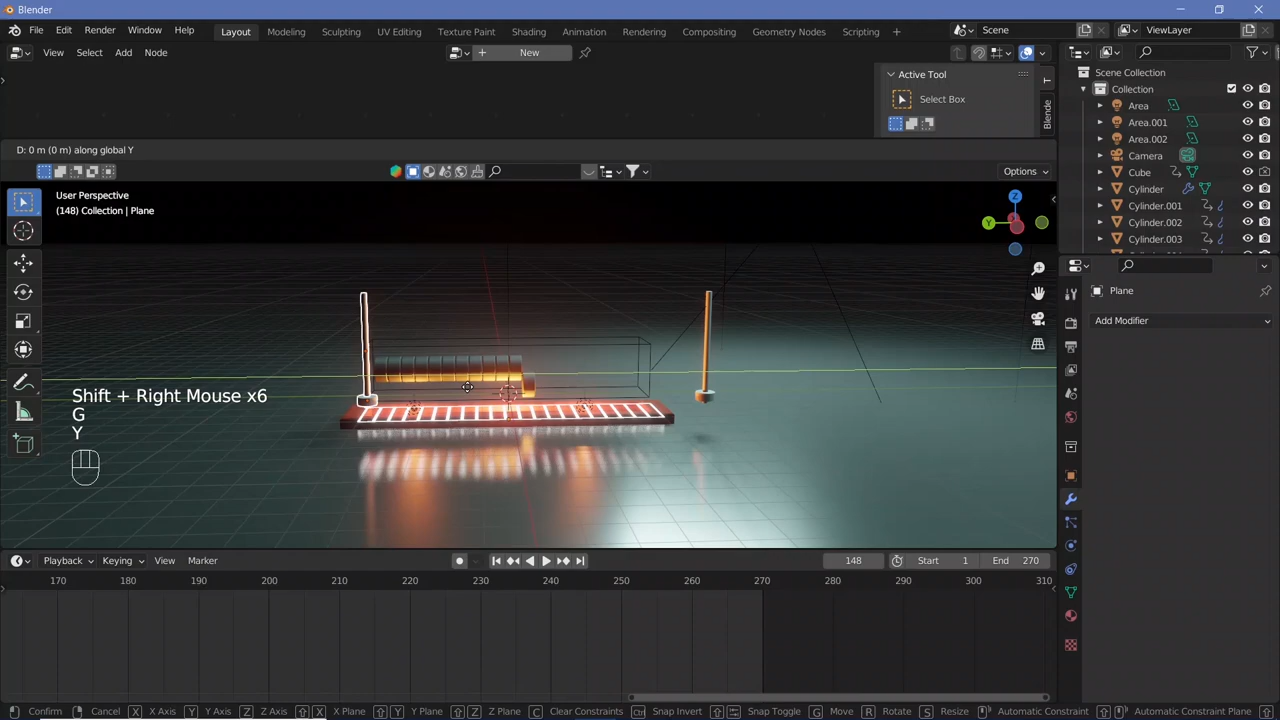 Blender
File Edit Render Window Help Layout Modeling Sculpting UV Editing Texture Paint Shading Animation Rendering Compositing Geometry Nodes Scripting + Scene ViewLayer
View Select Add Node + New
Active Tool
Select Box
T
Blende
Scene Collection
Collection
Area
Area.001
Area.002
Camera
Cube
Cylinder
Cylinder.001
Cylinder.002
Cylinder.003
D: 0 m (0 m) along global Y
Options
User Perspective
(148) Collection | Plane
Z
Y
Plane
Add Modifier
Shift + Right Mouse x6
G
Y
Playback Keying View Marker 148 Start 1 End 270
170 180 190 200 210 220 230 240 250 260 270 280 290 300 310
Confirm Cancel X X Axis Y Y Axis Z Z Axis X X Plane Y Y Plane Z Z Plane C Clear Constraints Ctrl Snap Invert Snap Toggle G Move R Rotate S Resize Automatic Constraint Automatic Constraint Plane